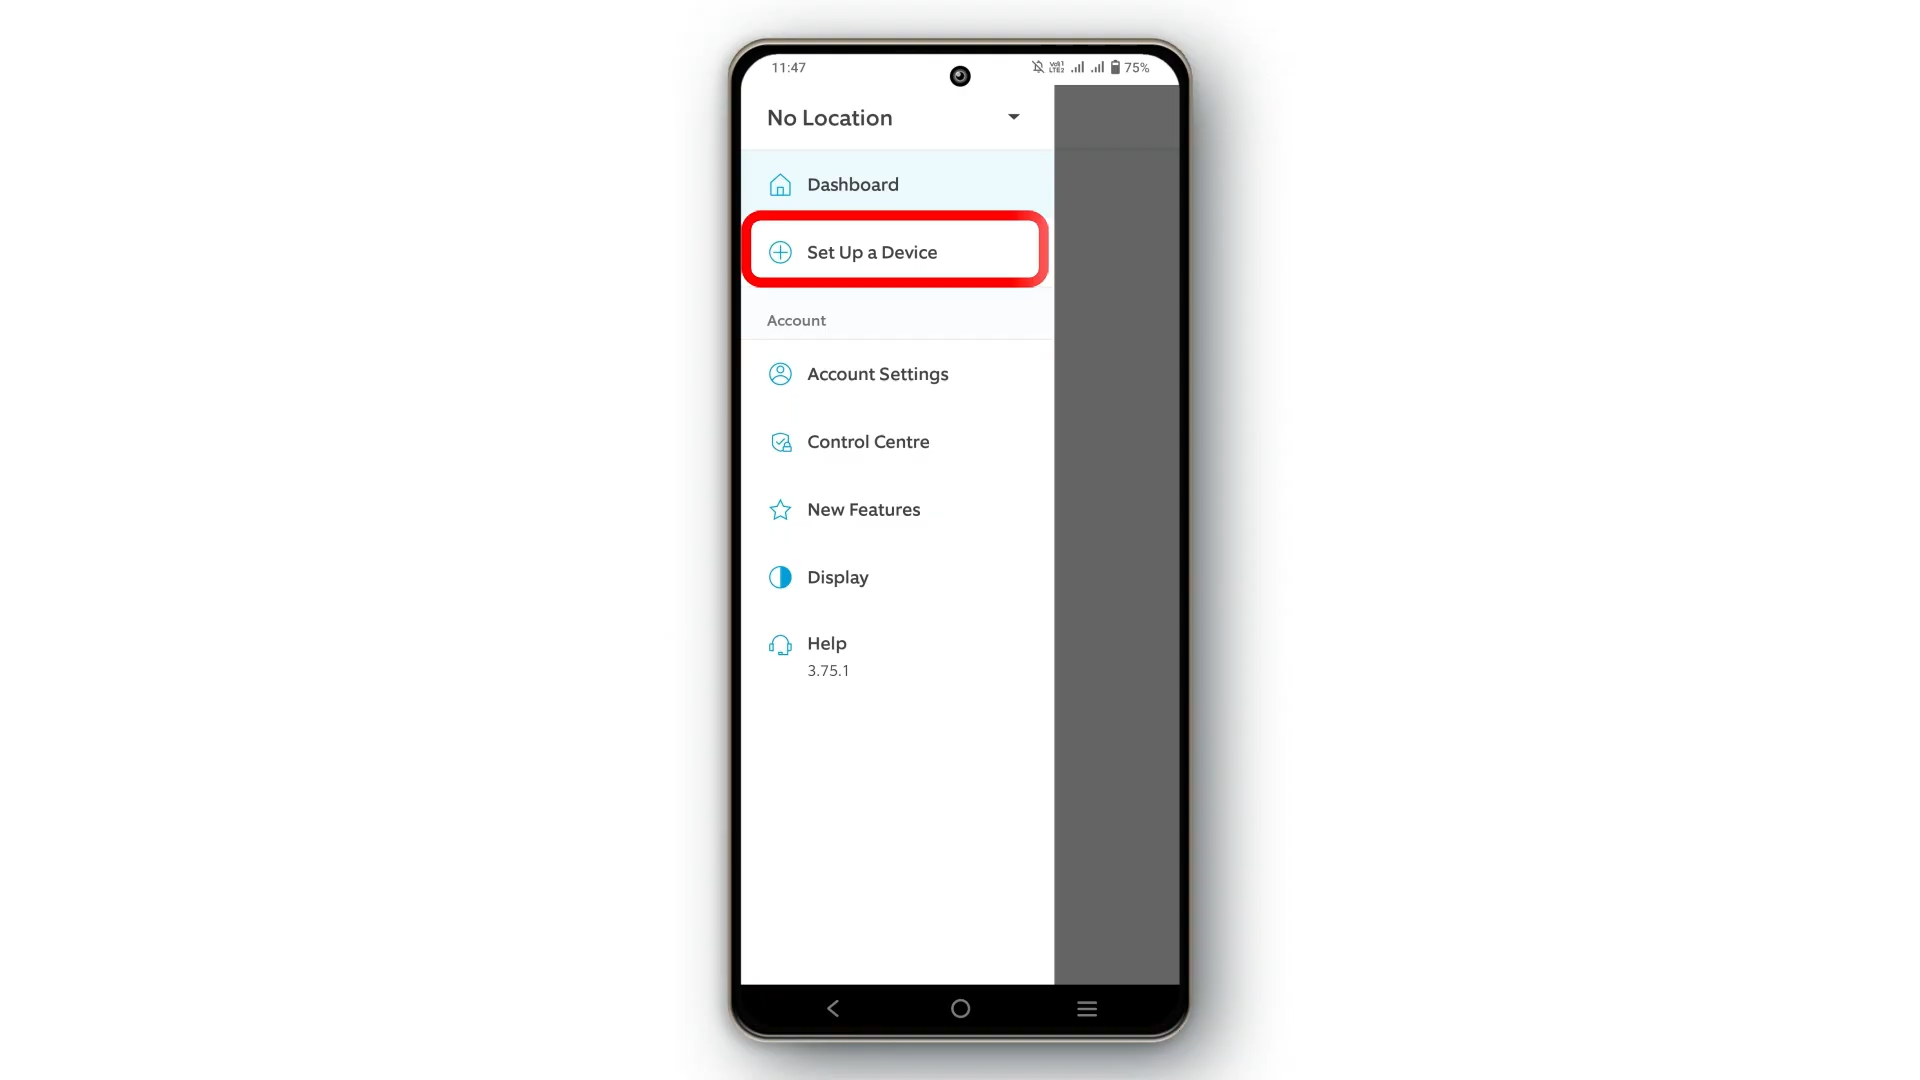 11:47
75%
No Location
Dashboard
Set Up a Device
Account
Account Settings
Control Centre
New Features
Display
Help
3.75.1